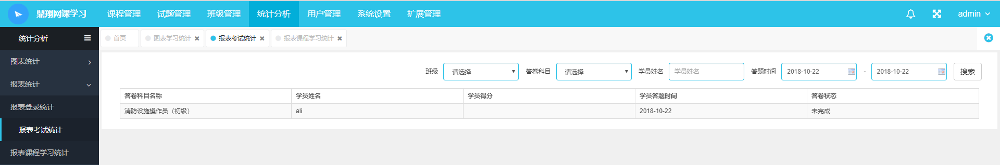 鼎翔网课学习 课程管理 试题管理 班级管理 统计分析 用户管理 系统设置 扩展管理 admin
统计分析
首页 图表学习统计 报表考试统计 报表课程学习统计
图表统计
报表统计
报表登录统计
报表考试统计
报表课程学习统计
班级 请选择 答卷科目 请选择 学员姓名 学员姓名 答题时间 2018-10-22 - 2018-10-22 搜索
答卷科目名称 学员姓名 学员得分 学员答题时间 答卷状态
消防设施操作员（初级） ali 2018-10-22 未完成